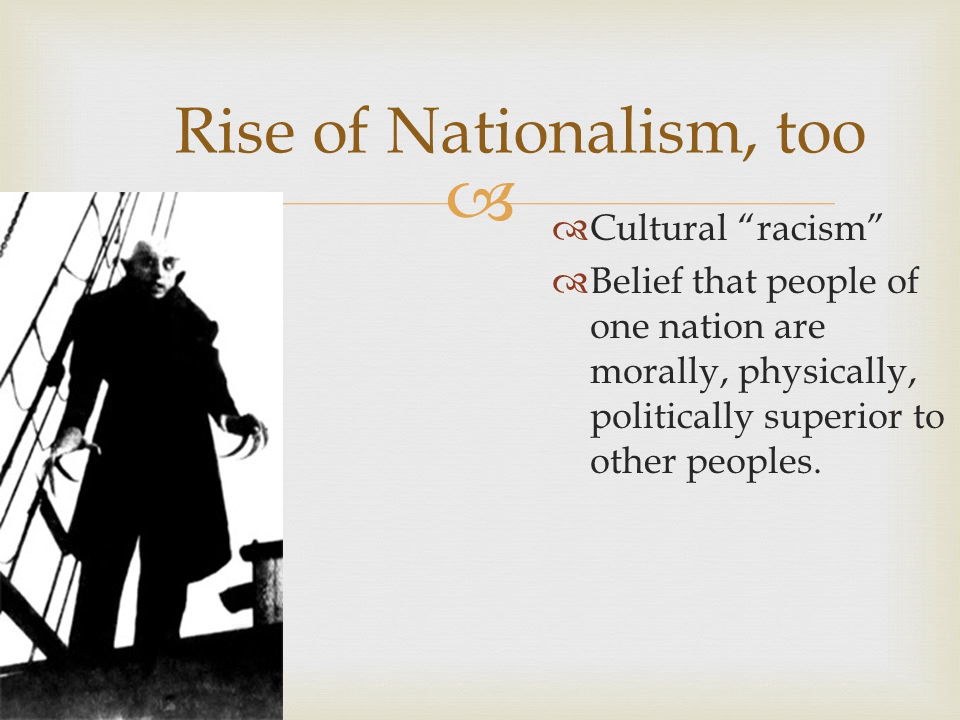 Rise of Nationalism, too
Cultural “racism”
Belief that people of
one nation are
morally, physically,
politically superior to
other peoples.